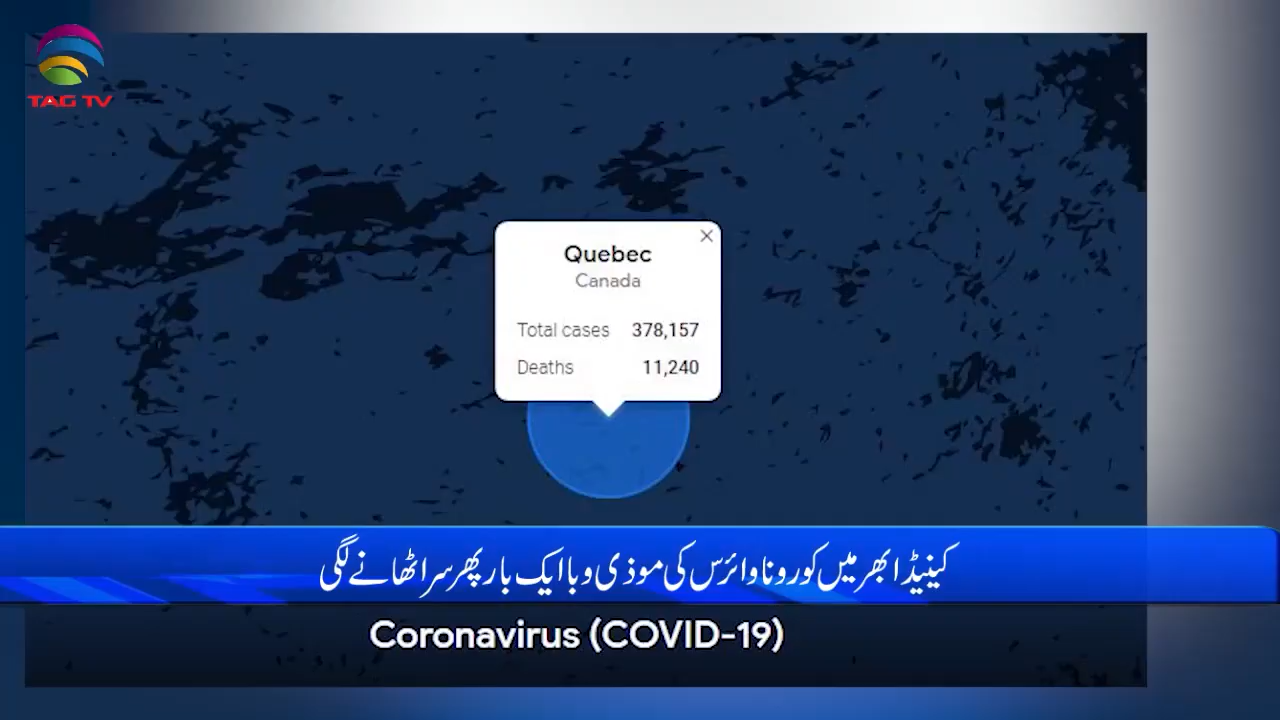 TAG TV
Quebec
Canada
Total cases 378,157
Deaths 11,240
کینیڈا بھر میں کورونا وائرس کی موذی وبا ایک بار پھر سر اٹھانے لگی
Coronavirus (COVID-19)